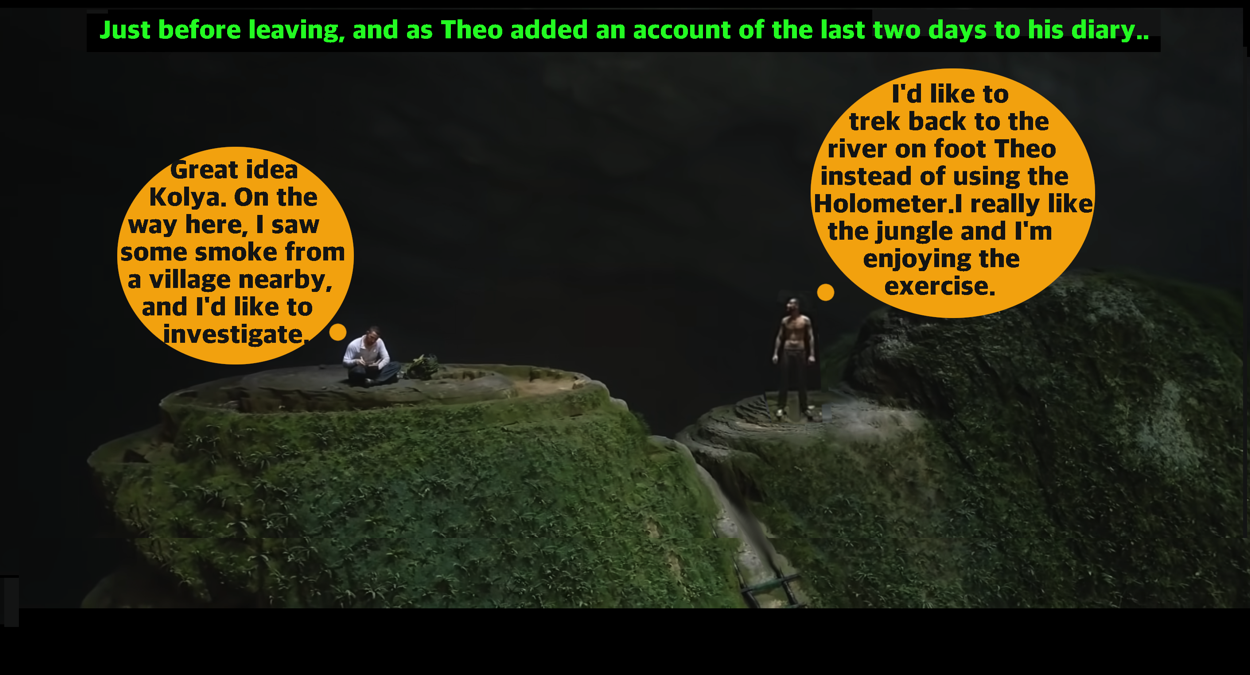 Just before leaving, and as Theo added an account of the last two days to his diary..
I'd like to
trek back to the
river on foot Theo
instead of using the
Holometer.I really like
the jungle and I'm
enjoying the
exercise.
Great idea
Kolya. On the
way here, I saw
some smoke from
a village nearby,
and I'd like to
investigate.